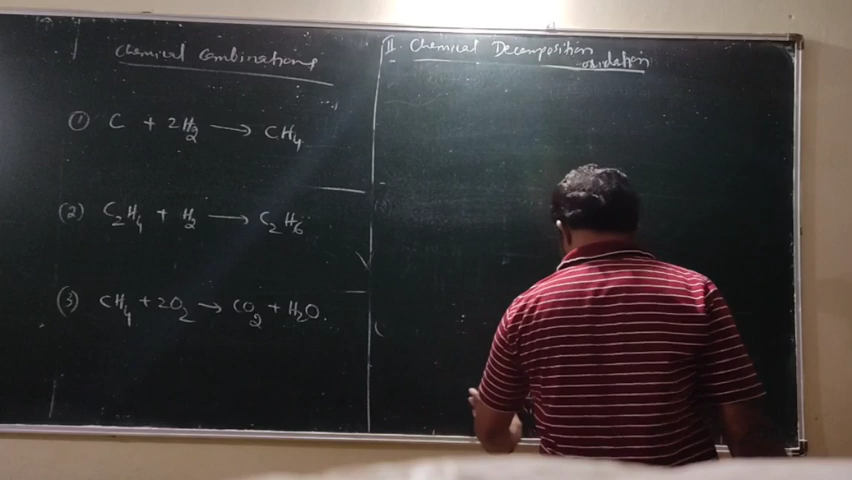 Chemical Combinations
① C + 2H₂ ⟶ CH₄
(2) C₂H₄ + H₂ ⟶ C₂H₆
(3) CH₄ + 2O₂ → CO₂ + H₂O.
II. Chemical Decomposition
oxidation